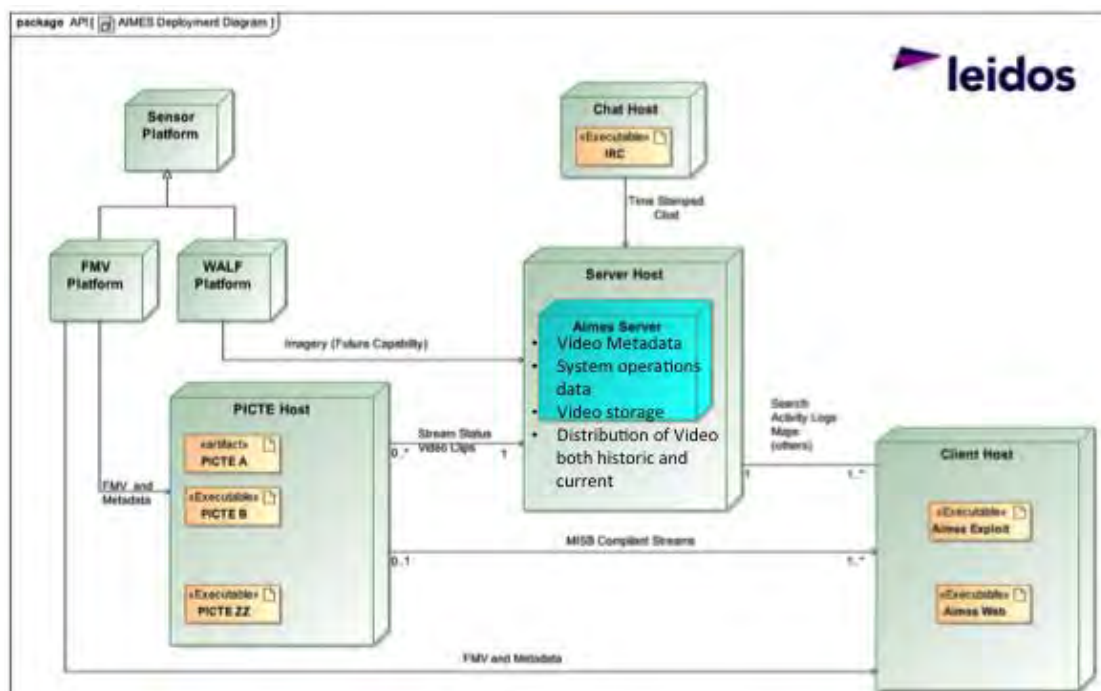 package API [ AIMES Deployment Diagram ]
leidos
Sensor
Platform
Chat Host
«Executable»
IRC
Time Stamped
Chat
FMV
Platform
WALF
Platform
Server Host
Aimes Server
• Video Metadata
• System operations
data
• Video storage
• Distribution of Video
both historic and
current
Imagery (Future Capability)
PICTE Host
«artifact»
PICTE A
«Executable»
PICTE B
«Executable»
PICTE ZZ
Stream Status
Video Clips
0..*
1
Search
Activity Logs
Maps
(others)
1
1..*
Client Host
«Executable»
Aimes Exploit
«Executable»
Aimes Web
FMV and
Metadata
MISB Compliant Streams
0..1
1..*
FMV and Metadata